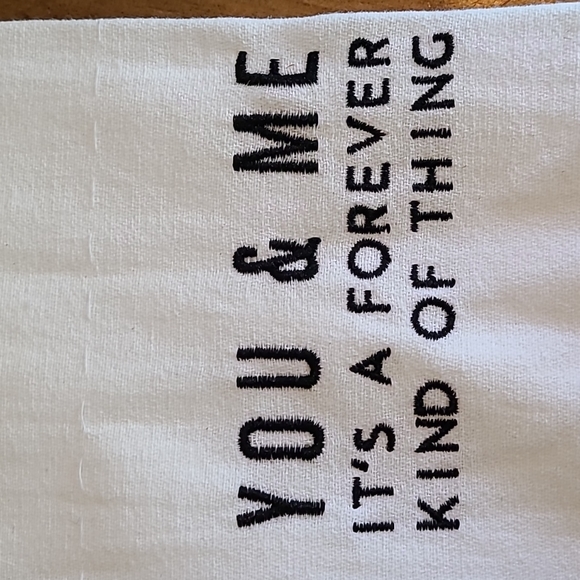 YOU & ME
IT'S A FOREVER
KIND OF THING